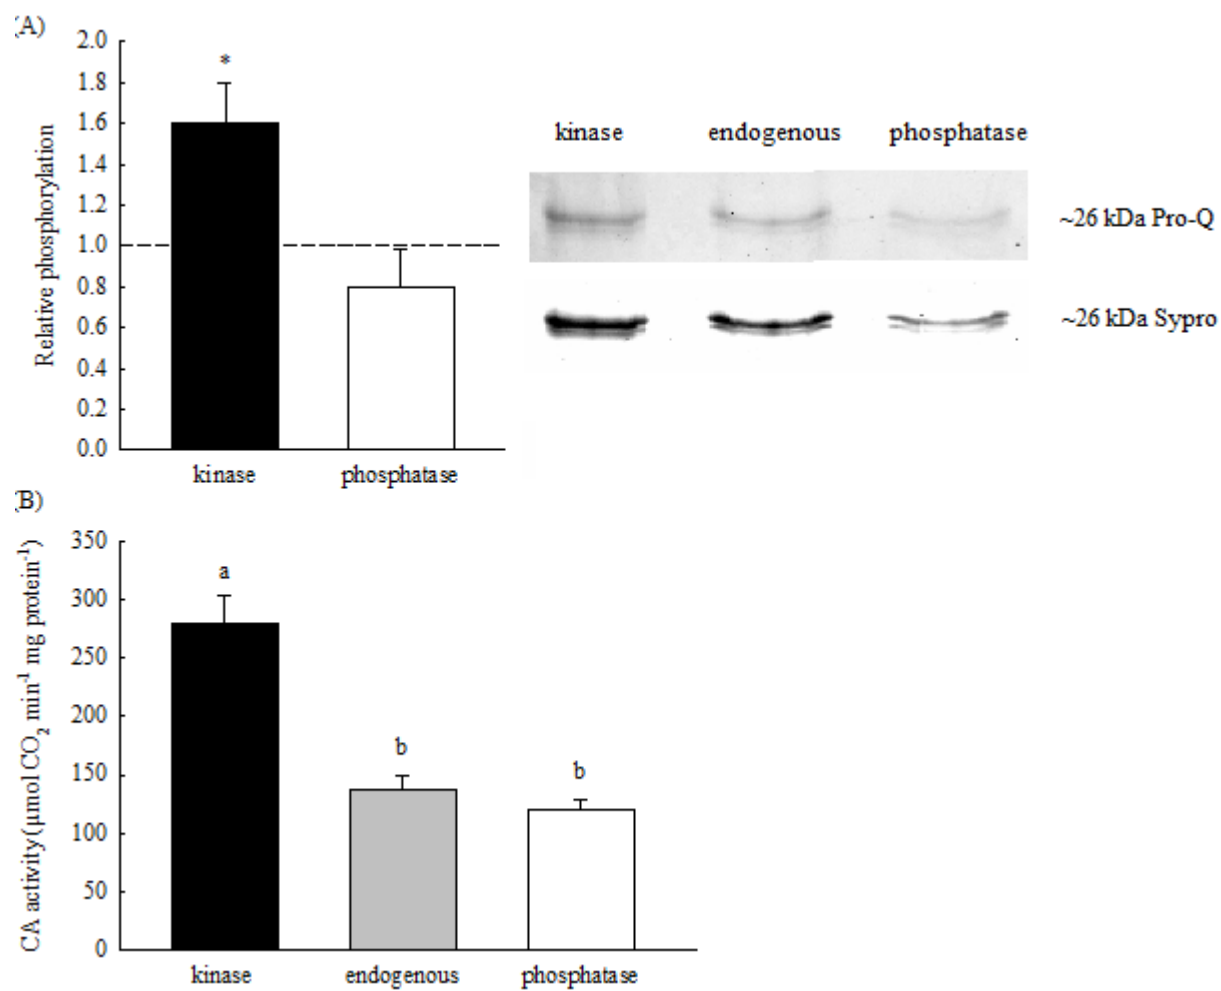 (A)
2.0
1.8
1.6
1.4
1.2
1.0
0.8
0.6
0.4
0.2
0.0
Relative phosphorylation
*
kinase
phosphatase
kinase endogenous phosphatase
~26 kDa Pro-Q
~26 kDa Sypro
(B)
350
300
250
200
150
100
50
0
CA activity (µmol CO₂ min⁻¹ mg protein⁻¹)
a
b
b
kinase
endogenous
phosphatase